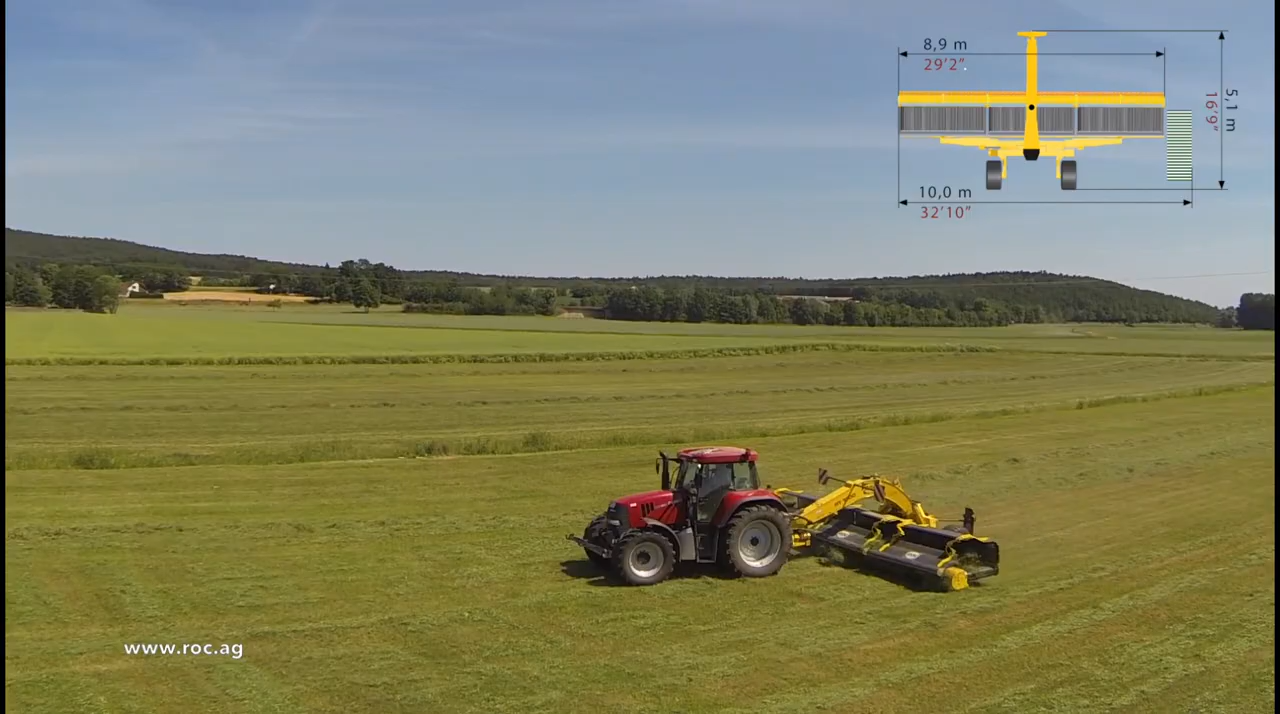 8,9 m
29’2”
5,1 m
16’9”
10,0 m
32’10”
www.roc.ag